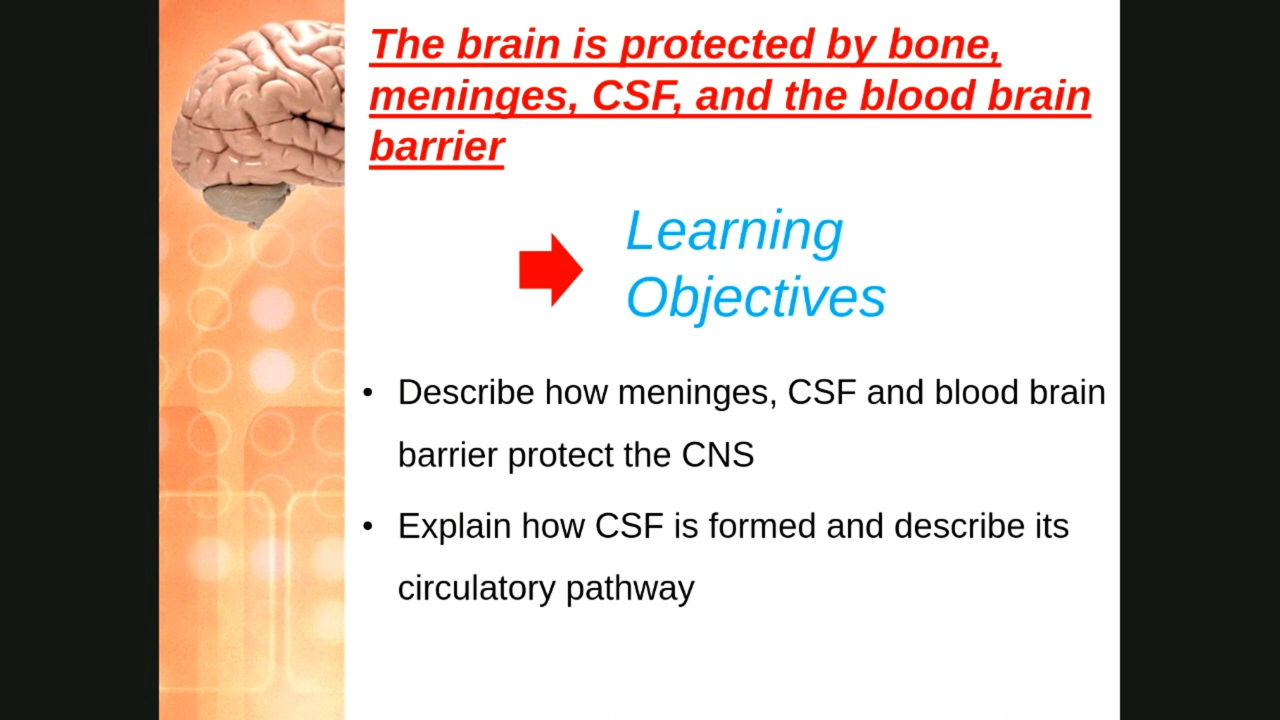 The brain is protected by bone,
meninges, CSF, and the blood brain
barrier
Learning
Objectives
• Describe how meninges, CSF and blood brain
barrier protect the CNS
• Explain how CSF is formed and describe its
circulatory pathway